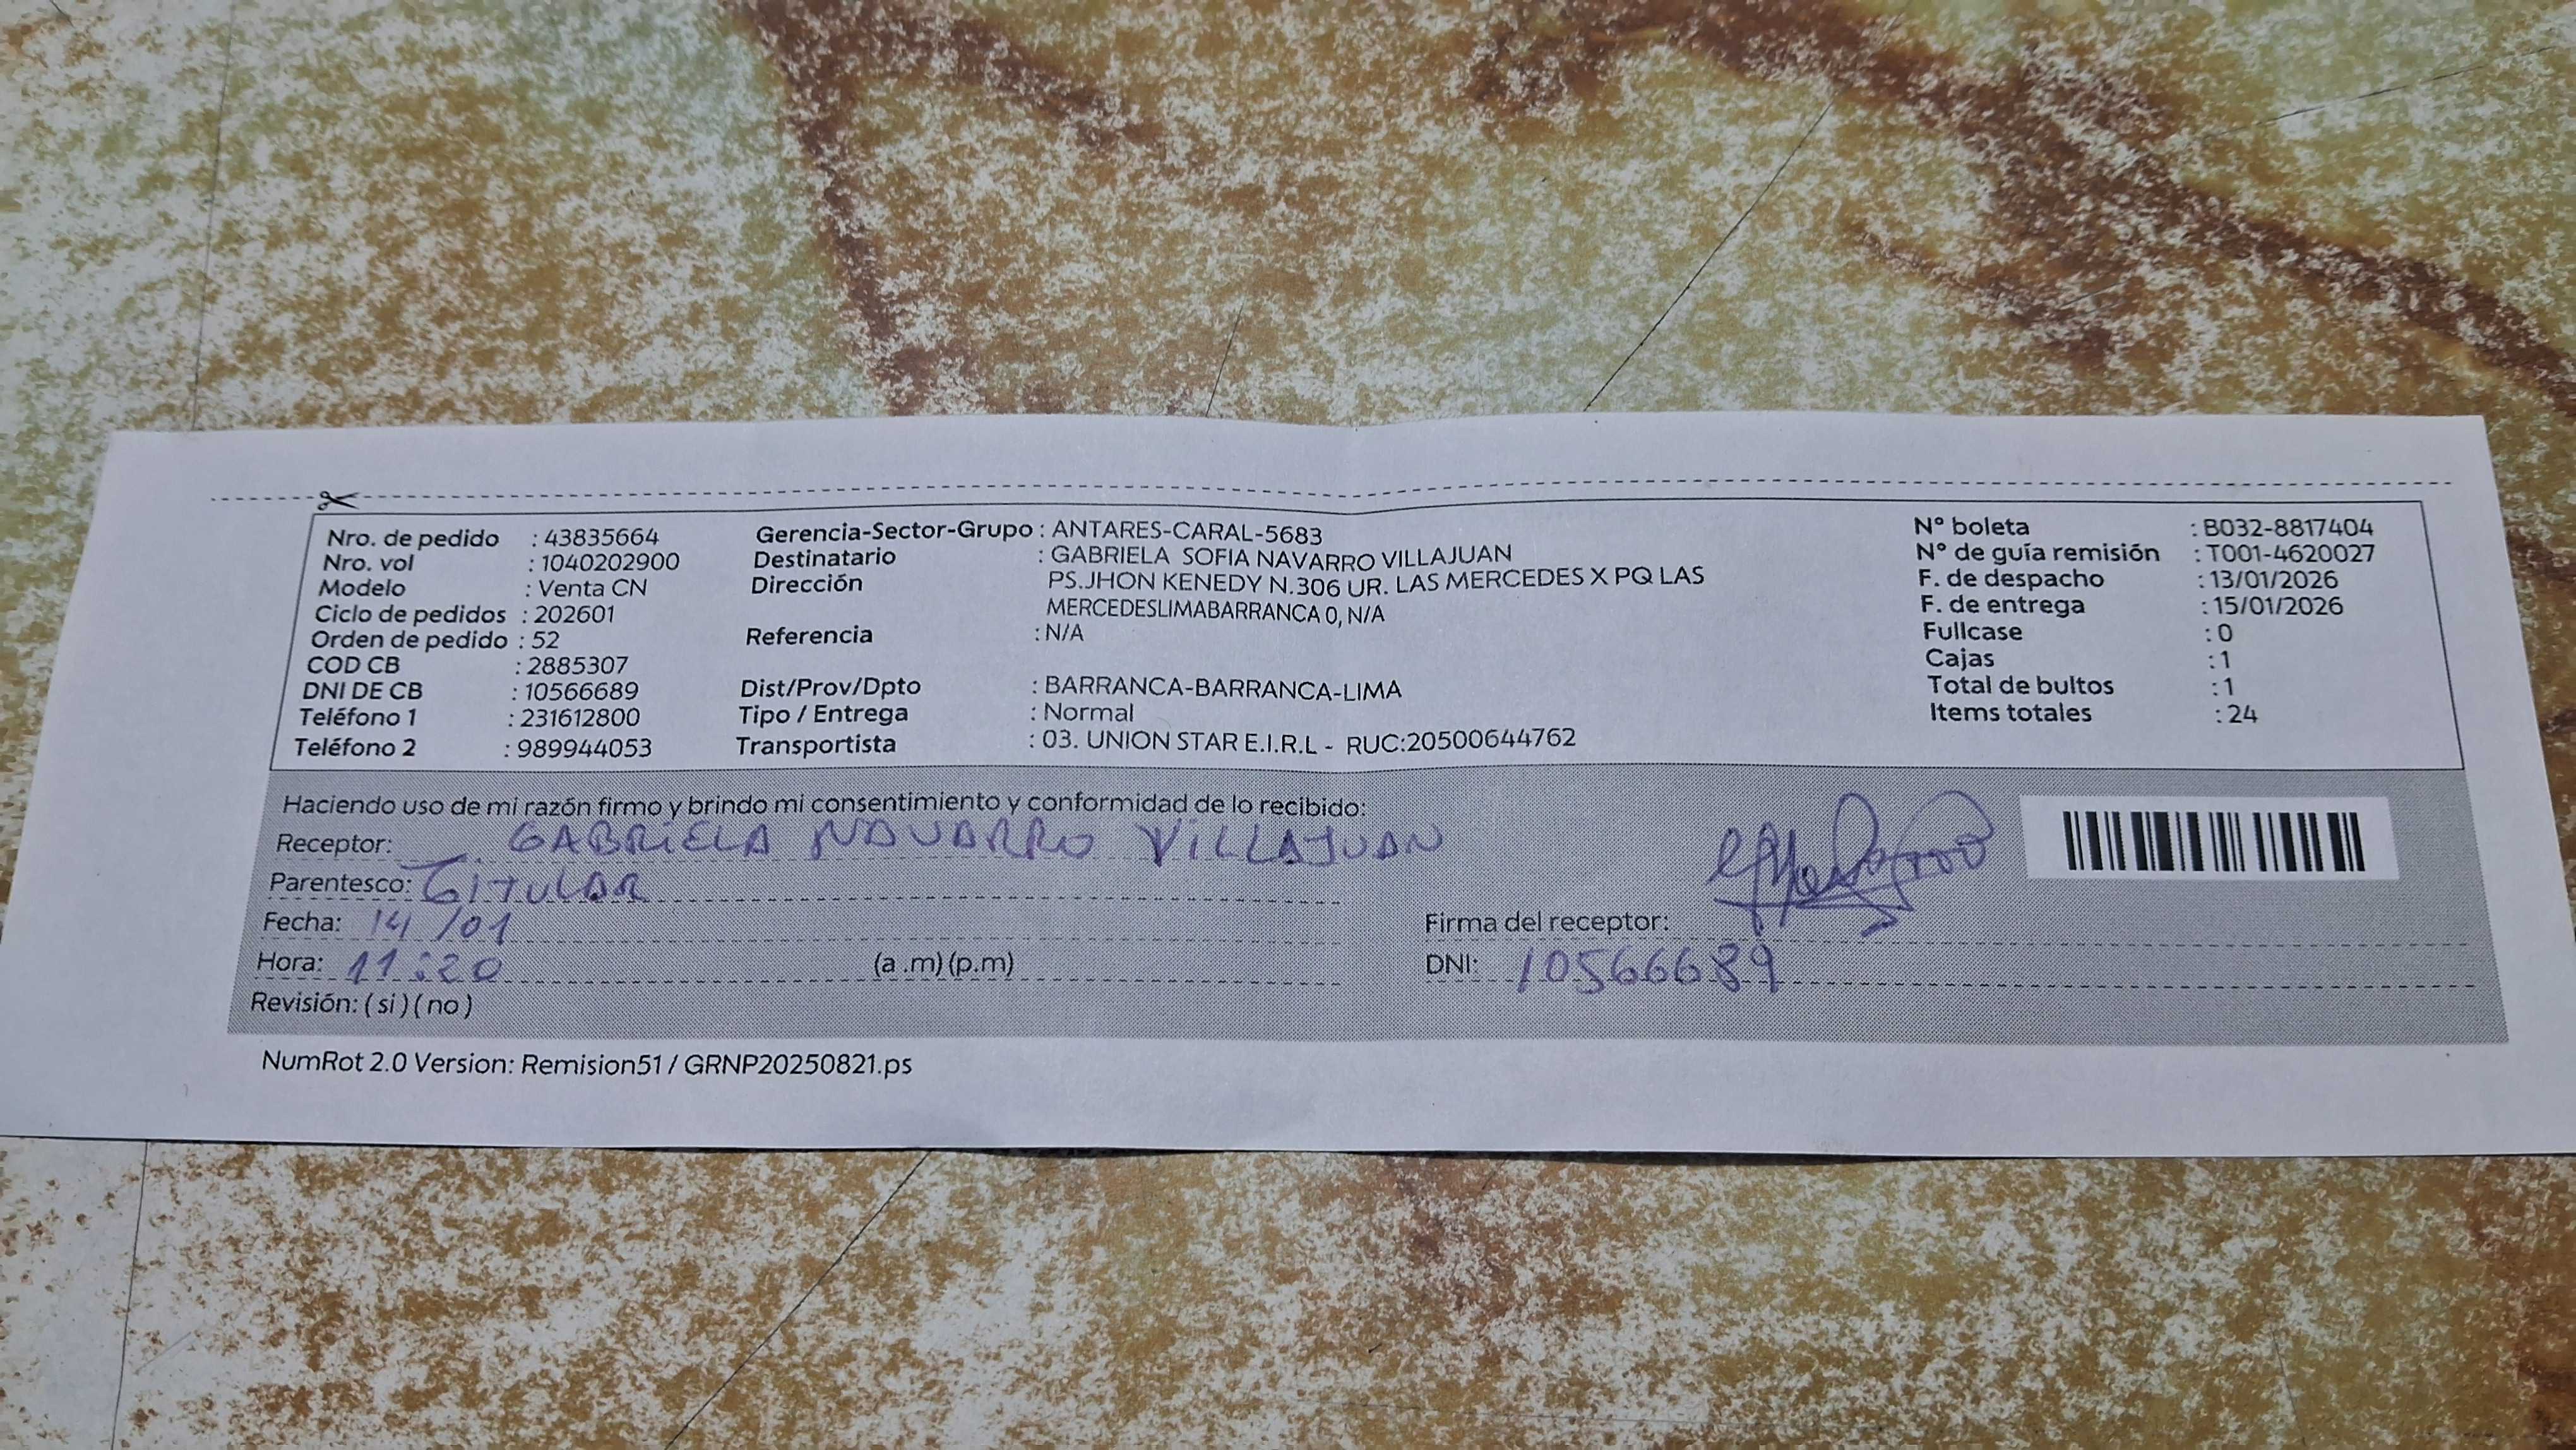 Nro. de pedido : 43835664
Nro. vol : 1040202900
Modelo : Venta CN
Ciclo de pedidos : 202601
Orden de pedido : 52
COD CB : 2885307
DNI DE CB : 10566689
Teléfono 1 : 231612800
Teléfono 2 : 989944053
Gerencia-Sector-Grupo : ANTARES-CARAL-5683
Destinatario : GABRIELA SOFIA NAVARRO VILLAJUAN
Dirección PS.JHON KENEDY N.306 UR. LAS MERCEDES X PQ LAS
MERCEDESLIMABARRANCA 0, N/A
Referencia : N/A
Dist/Prov/Dpto : BARRANCA-BARRANCA-LIMA
Tipo / Entrega : Normal
Transportista : 03. UNION STAR E.I.R.L - RUC:20500644762
N° boleta : B032-8817404
N° de guía remisión : T001-4620027
F. de despacho : 13/01/2026
F. de entrega : 15/01/2026
Fullcase : 0
Cajas : 1
Total de bultos : 1
Items totales : 24
Haciendo uso de mi razón firmo y brindo mi consentimiento y conformidad de lo recibido:
Receptor: GABRIELA NAVARRO VILLAJUAN
Parentesco: TITULAR
Fecha: 14/01
Hora: 11:20 (a .m) (p.m)
Revisión: ( si ) ( no )
Firma del receptor:
DNI: 10566689
NumRot 2.0 Version: Remision51 / GRNP20250821.ps